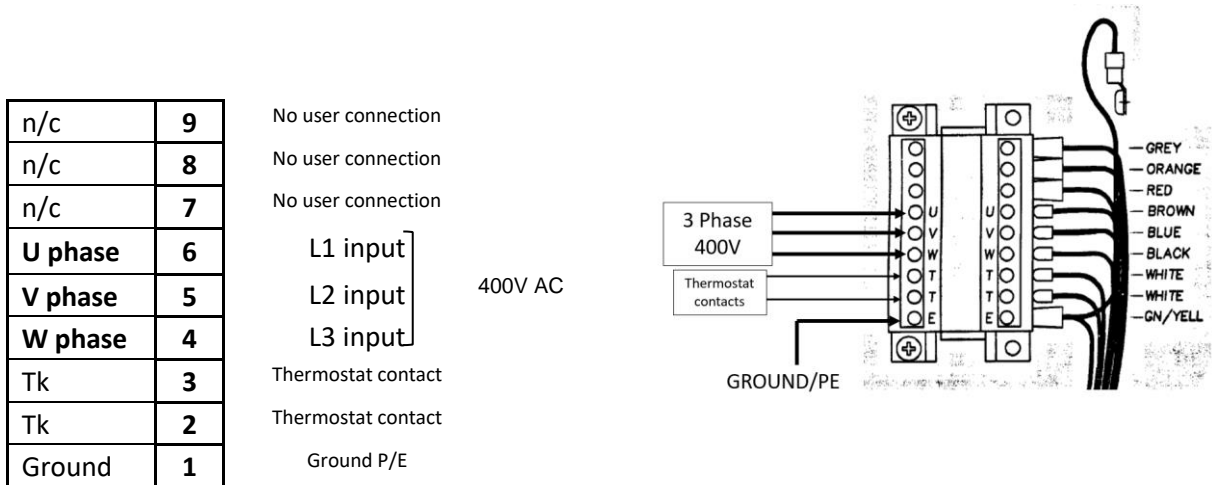 n/c 9 No user connection
n/c 8 No user connection
n/c 7 No user connection
U phase 6 L1 input
V phase 5 L2 input
W phase 4 L3 input
400V AC
Tk 3 Thermostat contact
Tk 2 Thermostat contact
Ground 1 Ground P/E
3 Phase
400V
Thermostat
contacts
GROUND/PE
U U
V V
W W
T T
T T
E E
GREY
ORANGE
RED
BROWN
BLUE
BLACK
WHITE
WHITE
GN/YELL